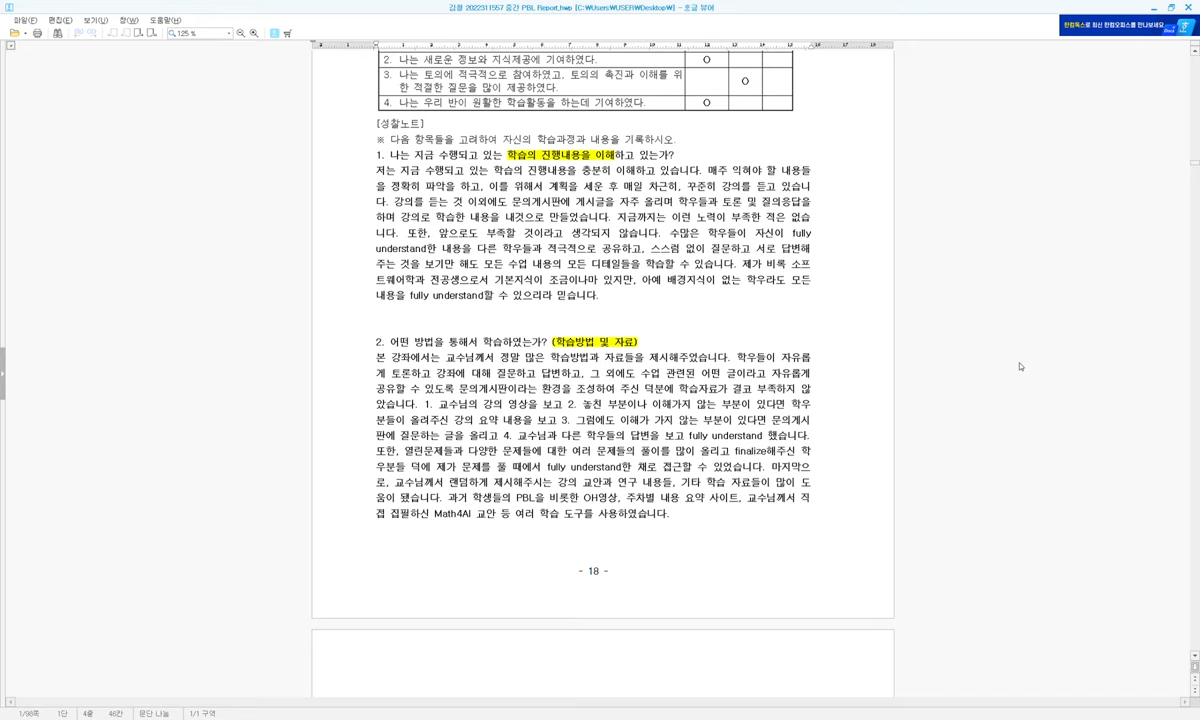 김철 2022311557 중간 PBL Report.hwp [C:\Users\USER\Desktop\] - 한글 뷰어
파일(F) 편집(E) 보기(U) 창(W) 도움말(H)
한컴독스로 최신 한컴오피스를 만나보세요
125 %
2. 나는 새로운 정보와 지식제공에 기여하였다. O
3. 나는 토의에 적극적으로 참여하였고, 토의의 촉진과 이해를 위
한 적절한 질문을 많이 제공하였다. O
4. 나는 우리 반이 원활한 학습활동을 하는데 기여하였다. O
[성찰노트]
※ 다음 항목들을 고려하여 자신의 학습과정과 내용을 기록하시오.
1. 나는 지금 수행되고 있는 학습의 진행내용을 이해하고 있는가?
저는 지금 수행되고 있는 학습의 진행내용을 충분히 이해하고 있습니다. 매주 익혀야 할 내용들
을 정확히 파악을 하고, 이를 위해서 계획을 세운 후 매일 차근히, 꾸준히 강의를 듣고 있습니
다. 강의를 듣는 것 이외에도 문의게시판에 게시글을 자주 올리며 학우들과 토론 및 질의응답을
하며 강의로 학습한 내용을 내것으로 만들었습니다. 지금까지는 이런 노력이 부족한 적은 없습
니다. 또한, 앞으로도 부족할 것이라고 생각되지 않습니다. 수많은 학우들이 자신이 fully
understand한 내용을 다른 학우들과 적극적으로 공유하고, 스스럼 없이 질문하고 서로 답변해
주는 것을 보기만 해도 모든 수업 내용의 모든 디테일들을 학습할 수 있습니다. 제가 비록 소프
트웨어학과 전공생으로서 기본지식이 조금이나마 있지만, 아예 배경지식이 없는 학우라도 모든
내용을 fully understand할 수 있으리라 믿습니다.
2. 어떤 방법을 통해서 학습하였는가? (학습방법 및 자료)
본 강좌에서는 교수님께서 정말 많은 학습방법과 자료들을 제시해주었습니다. 학우들이 자유롭
게 토론하고 강좌에 대해 질문하고 답변하고, 그 외에도 수업 관련된 어떤 글이라고 자유롭게
공유할 수 있도록 문의게시판이라는 환경을 조성하여 주신 덕분에 학습자료가 결코 부족하지 않
았습니다. 1. 교수님의 강의 영상을 보고 2. 놓친 부분이나 이해가지 않는 부분이 있다면 학우
분들이 올려주신 강의 요약 내용을 보고 3. 그럼에도 이해가 가지 않는 부분이 있다면 문의게시
판에 질문하는 글을 올리고 4. 교수님과 다른 학우들의 답변을 보고 fully understand 했습니다.
또한, 열린문제들과 다양한 문제들에 대한 여러 문제들의 풀이를 많이 올리고 finalize해주신 학
우분들 덕에 제가 문제를 풀 때에서 fully understand한 채로 접근할 수 있었습니다. 마지막으
로, 교수님께서 랜덤하게 제시해주시는 강의 교안과 연구 내용들, 기타 학습 자료들이 많이 도
움이 됐습니다. 과거 학생들의 PBL을 비롯한 OH영상, 주차별 내용 요약 사이트, 교수님께서 직
접 집필하신 Math4AI 교안 등 여러 학습 도구를 사용하였습니다.
- 18 -
1/98쪽 1단 4줄 46칸 문단 나눔 1/1 구역